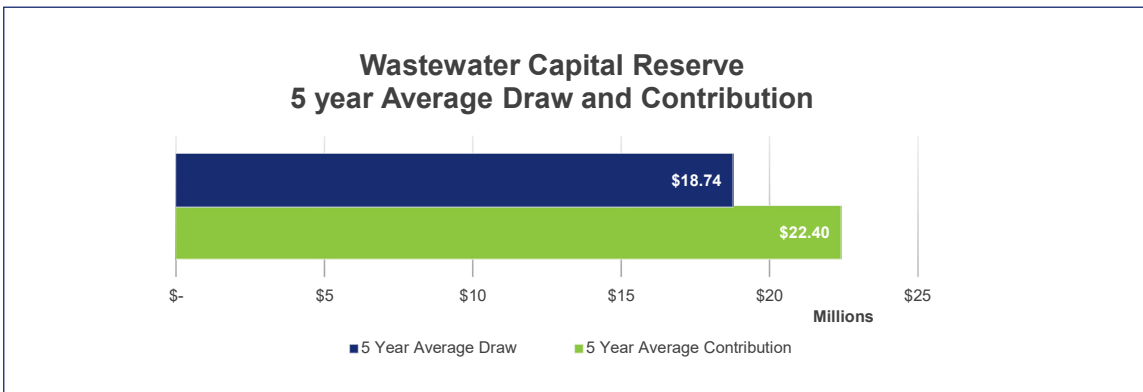 Wastewater Capital Reserve
5 year Average Draw and Contribution
$18.74
$22.40
$- $5 $10 $15 $20 $25
Millions
5 Year Average Draw 5 Year Average Contribution